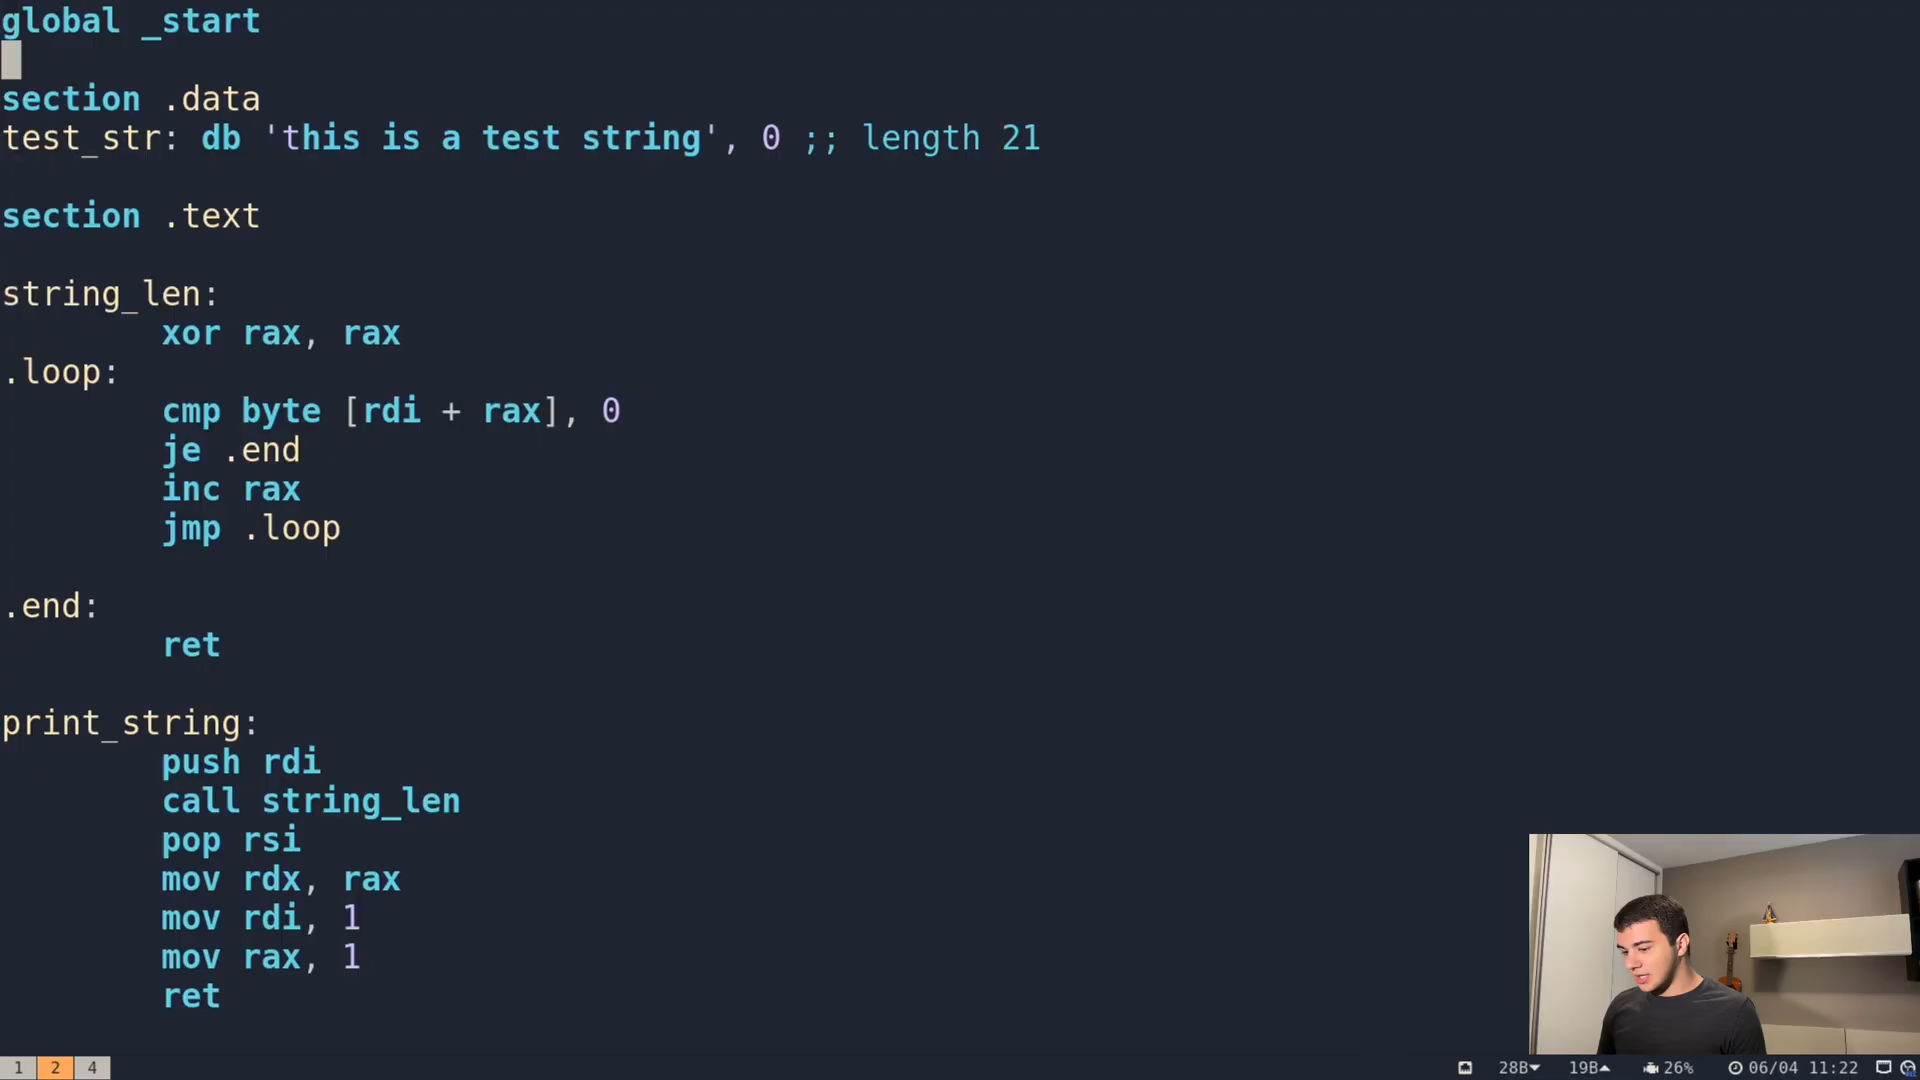 global _start
section .data
test_str: db 'this is a test string', 0 ;; length 21
section .text
string_len:
xor rax, rax
.loop:
cmp byte [rdi + rax], 0
je .end
inc rax
jmp .loop
.end:
ret
print_string:
push rdi
call string_len
pop rsi
mov rdx, rax
mov rdi, 1
mov rax, 1
ret
1 2 4 28B 19B 26% 06/04 11:22